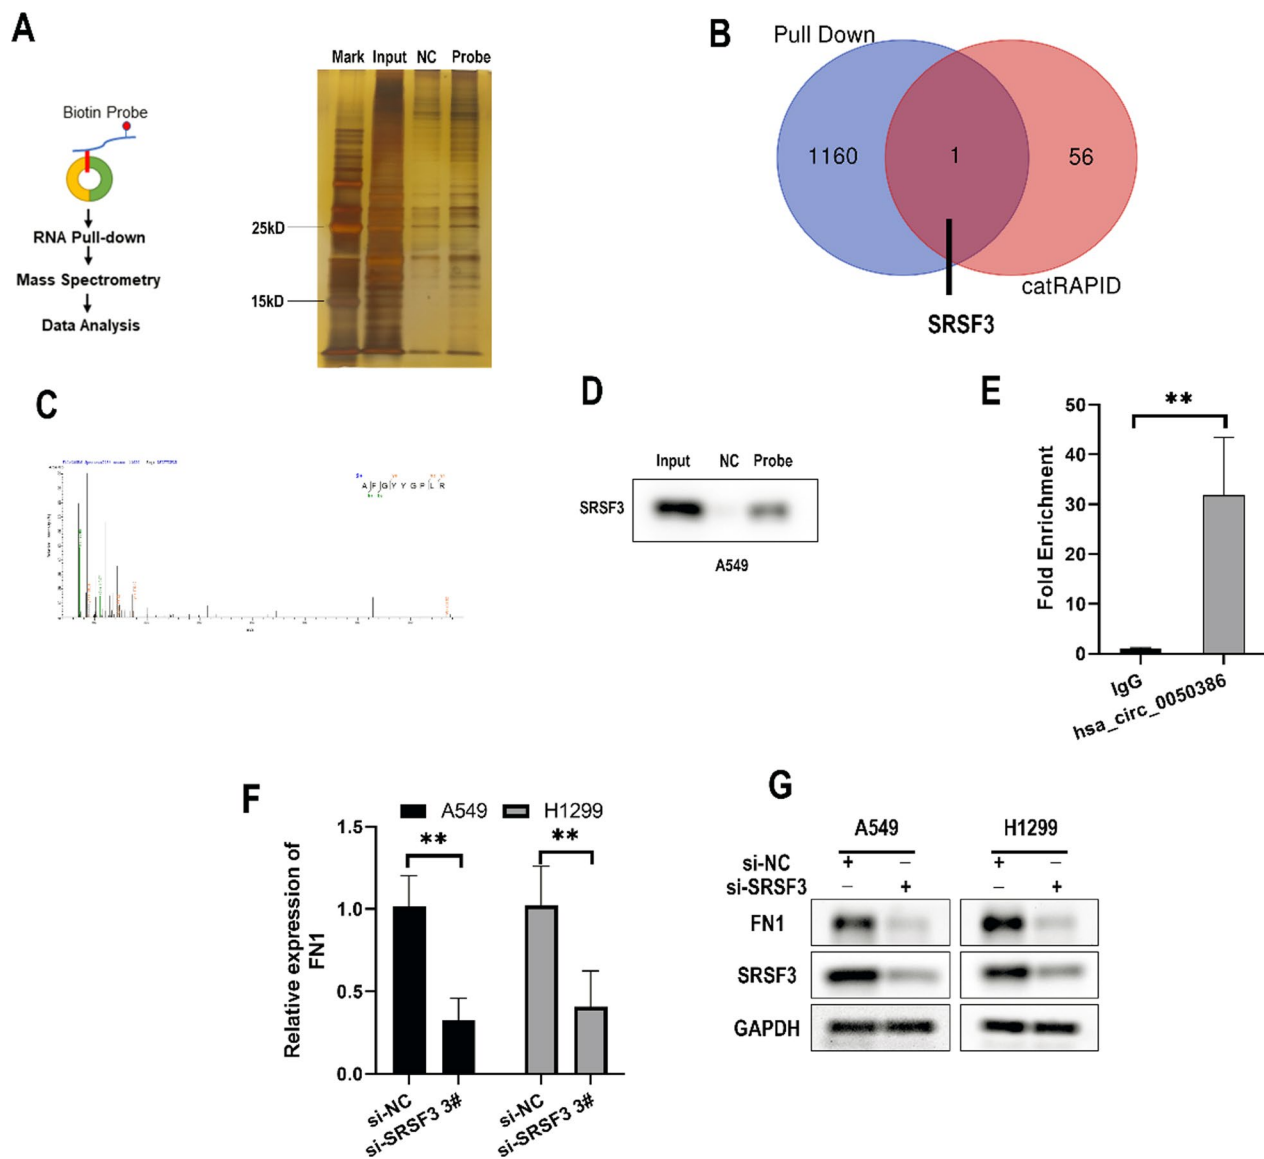 A
Mark Input NC Probe
Biotin Probe
RNA Pull-down
Mass Spectrometry
Data Analysis
25kD
15kD
B
Pull Down
1160
1
56
catRAPID
SRSF3
C
A F G Y Y G P L R
D
Input NC Probe
SRSF3
A549
E
**
Fold Enrichment
50
40
30
20
10
0
IgG
hsa_circ_0050386
F
A549 H1299
Relative expression of
FN1
1.5
1.0
0.5
0.0
** **
si-NC
si-SRSF3 3#
si-NC
si-SRSF3 3#
G
A549 H1299
si-NC + − + −
si-SRSF3 − + − +
FN1
SRSF3
GAPDH